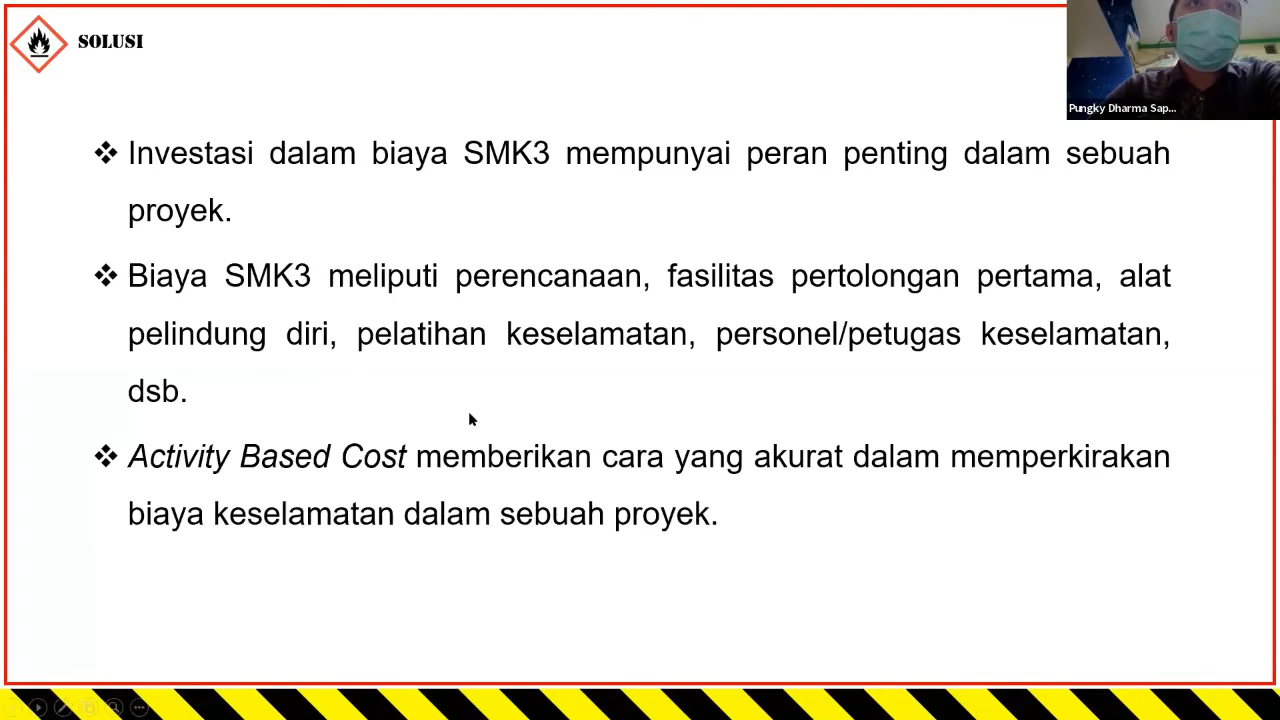 SOLUSI
Pungky Dharma Sap...
❖ Investasi dalam biaya SMK3 mempunyai peran penting dalam sebuah
proyek.
❖ Biaya SMK3 meliputi perencanaan, fasilitas pertolongan pertama, alat
pelindung diri, pelatihan keselamatan, personel/petugas keselamatan,
dsb.
❖ Activity Based Cost memberikan cara yang akurat dalam memperkirakan
biaya keselamatan dalam sebuah proyek.